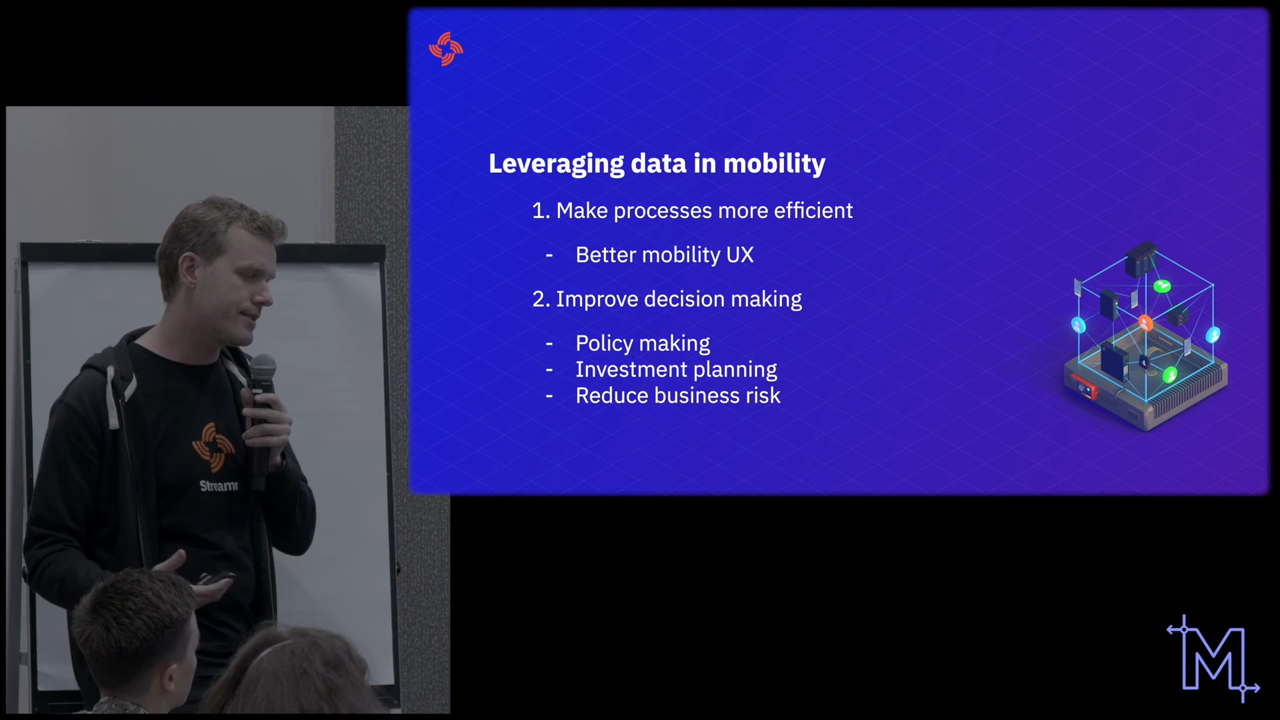 Leveraging data in mobility
1. Make processes more efficient
- Better mobility UX
2. Improve decision making
- Policy making
- Investment planning
- Reduce business risk
Streamr
M